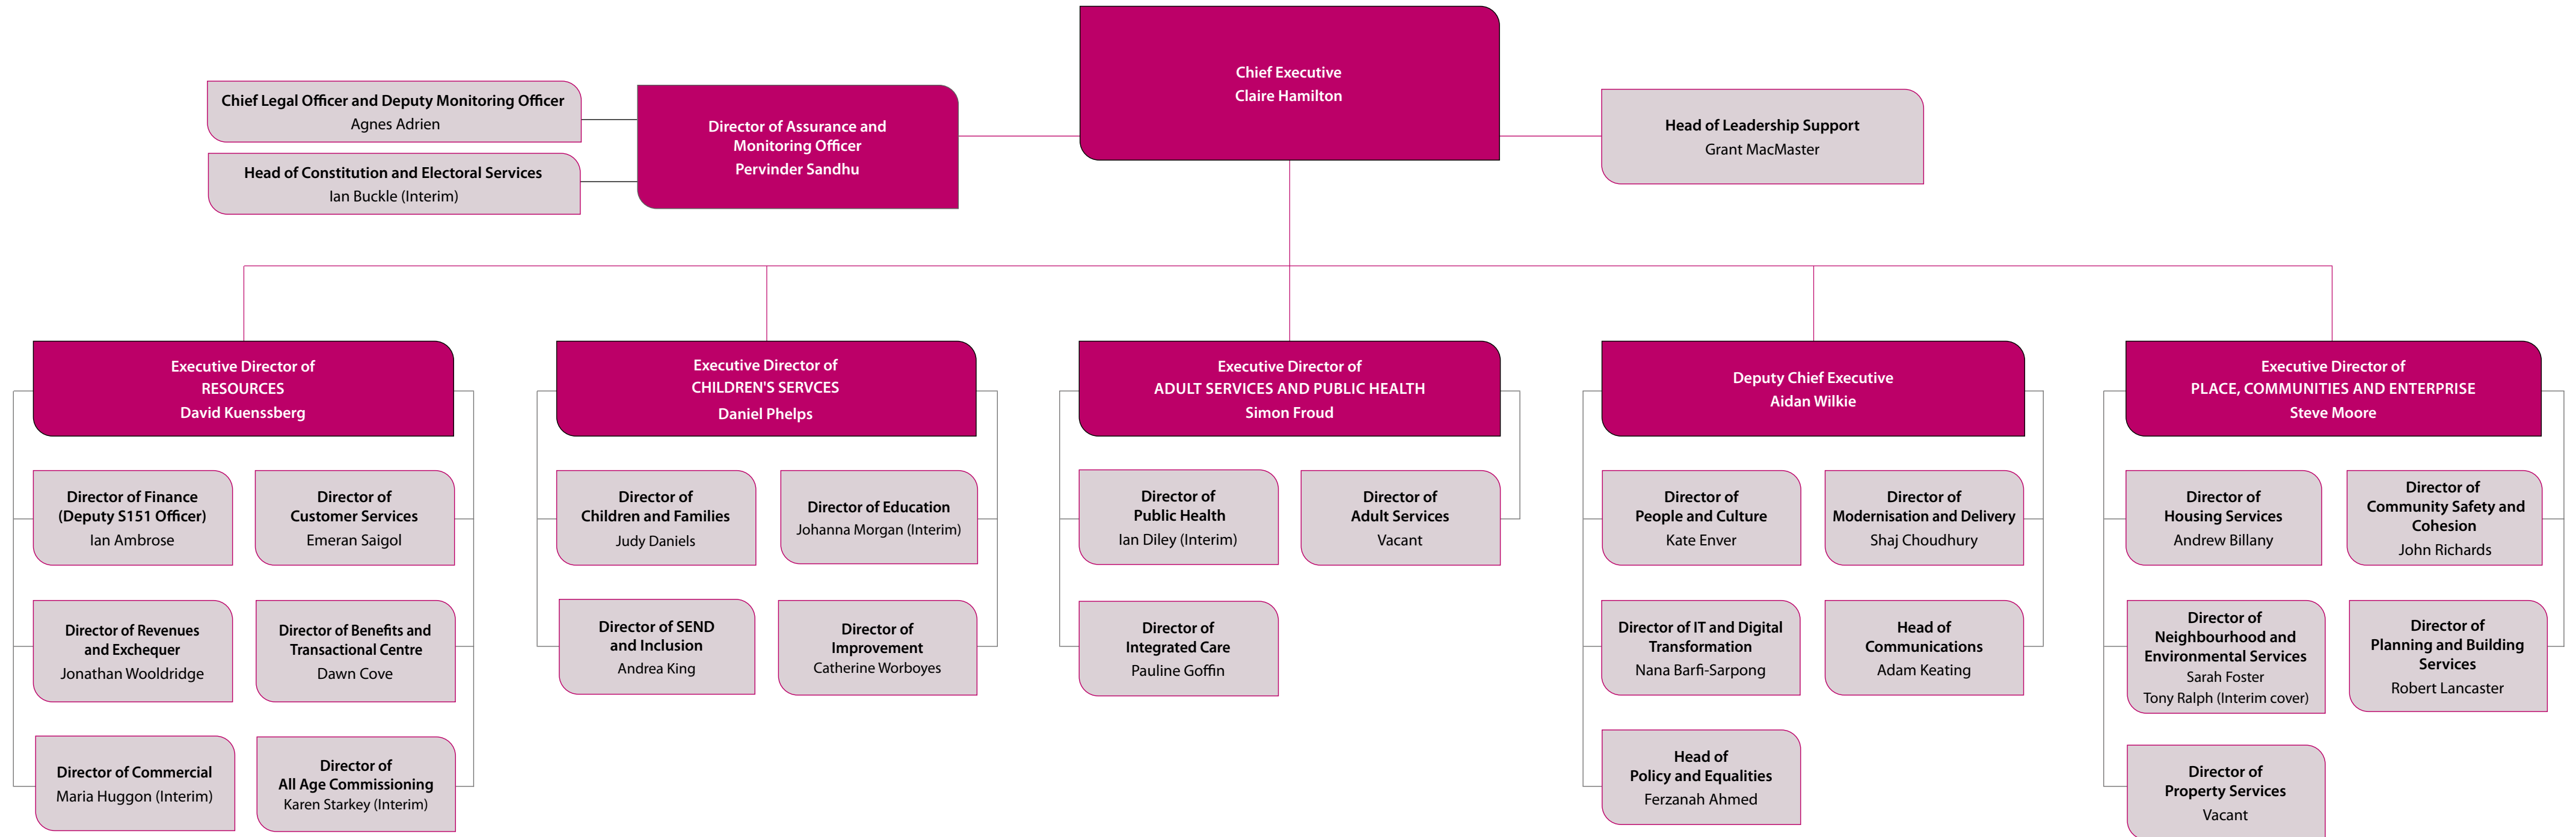 Chief Executive
Claire Hamilton
Chief Legal Officer and Deputy Monitoring Officer
Agnes Adrien
Head of Constitution and Electoral Services
Ian Buckle (Interim)
Director of Assurance and
Monitoring Officer
Pervinder Sandhu
Head of Leadership Support
Grant MacMaster
Executive Director of
RESOURCES
David Kuenssberg
Director of Finance
(Deputy S151 Officer)
Ian Ambrose
Director of
Customer Services
Emeran Saigol
Director of Revenues
and Exchequer
Jonathan Wooldridge
Director of Benefits and
Transactional Centre
Dawn Cove
Director of Commercial
Maria Huggon (Interim)
Director of
All Age Commissioning
Karen Starkey (Interim)
Executive Director of
CHILDREN'S SERVCES
Daniel Phelps
Director of
Children and Families
Judy Daniels
Director of Education
Johanna Morgan (Interim)
Director of SEND
and Inclusion
Andrea King
Director of
Improvement
Catherine Worboyes
Executive Director of
ADULT SERVICES AND PUBLIC HEALTH
Simon Froud
Director of
Public Health
Ian Diley (Interim)
Director of
Adult Services
Vacant
Director of
Integrated Care
Pauline Goffin
Deputy Chief Executive
Aidan Wilkie
Director of
People and Culture
Kate Enver
Director of
Modernisation and Delivery
Shaj Choudhury
Director of IT and Digital
Transformation
Nana Barfi-Sarpong
Head of
Communications
Adam Keating
Head of
Policy and Equalities
Ferzanah Ahmed
Executive Director of
PLACE, COMMUNITIES AND ENTERPRISE
Steve Moore
Director of
Housing Services
Andrew Billany
Director of
Community Safety and
Cohesion
John Richards
Director of
Neighbourhood and
Environmental Services
Sarah Foster
Tony Ralph (Interim cover)
Director of
Planning and Building
Services
Robert Lancaster
Director of
Property Services
Vacant